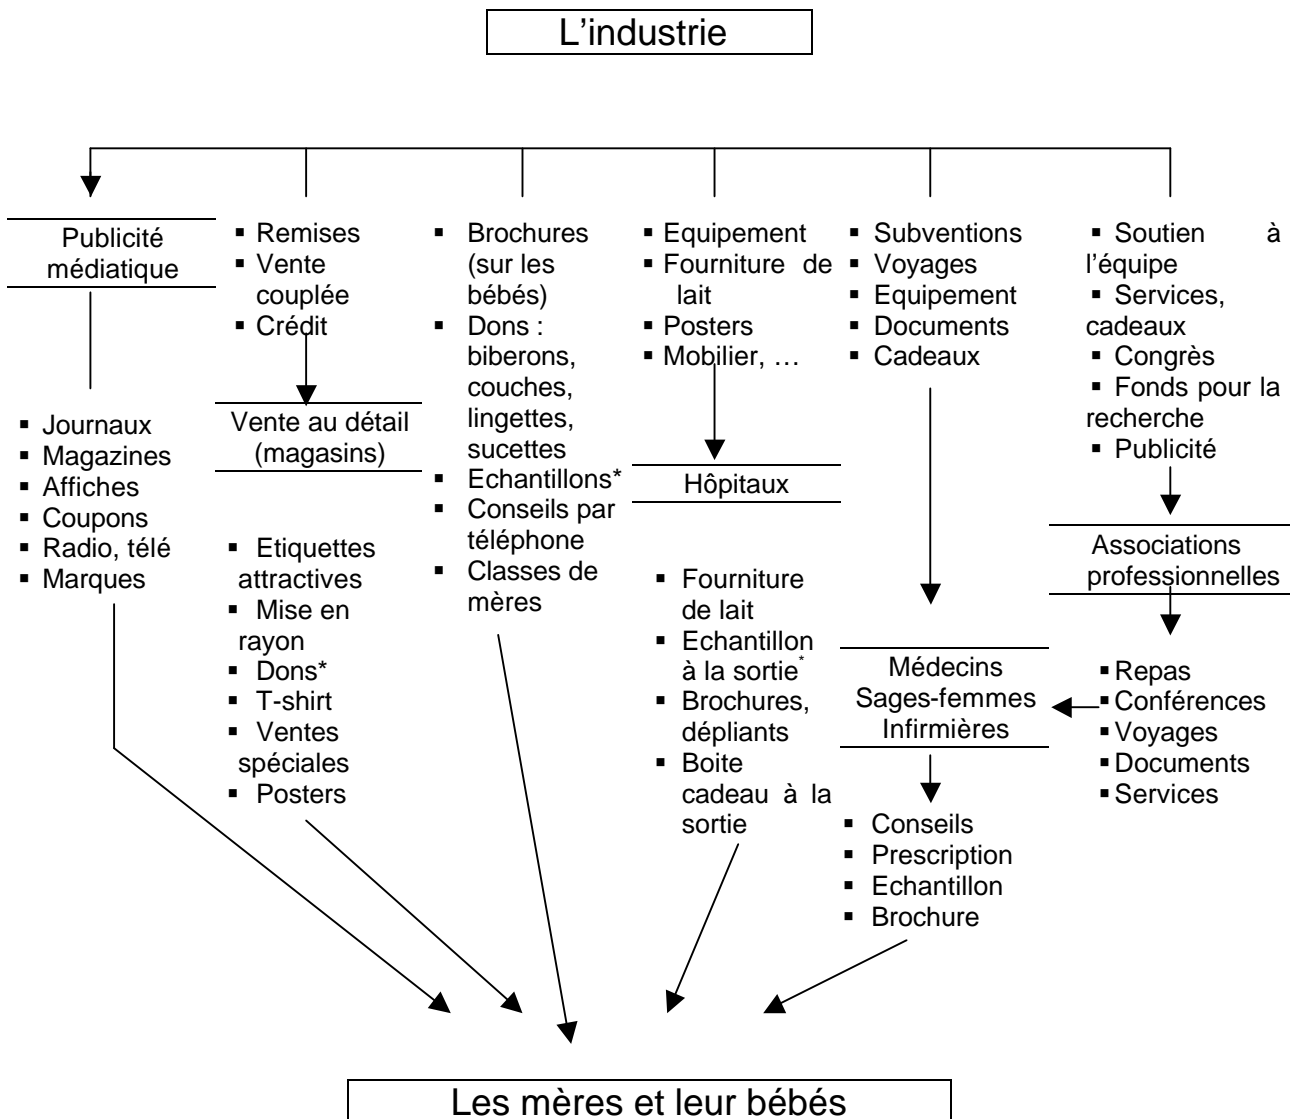 L'industrie
Publicité
médiatique
▪ Journaux
▪ Magazines
▪ Affiches
▪ Coupons
▪ Radio, télé
▪ Marques
▪ Remises
▪ Vente
couplée
▪ Crédit
Vente au détail
(magasins)
▪ Etiquettes
attractives
▪ Mise en
rayon
▪ Dons*
▪ T-shirt
▪ Ventes
spéciales
▪ Posters
▪ Brochures
(sur les
bébés)
▪ Dons :
biberons,
couches,
lingettes,
sucettes
▪ Echantillons*
▪ Conseils par
téléphone
▪ Classes de
mères
▪ Equipement
▪ Fourniture de
lait
▪ Posters
▪ Mobilier, …
Hôpitaux
▪ Fourniture
de lait
▪ Echantillon
à la sortie*
▪ Brochures,
dépliants
▪ Boite
cadeau à la
sortie
▪ Subventions
▪ Voyages
▪ Equipement
▪ Documents
▪ Cadeaux
Médecins
Sages-femmes
Infirmières
▪ Conseils
▪ Prescription
▪ Echantillon
▪ Brochure
▪ Soutien à
l'équipe
▪ Services,
cadeaux
▪ Congrès
▪ Fonds pour la
recherche
▪ Publicité
Associations
professionnelles
▪ Repas
▪ Conférences
▪ Voyages
▪ Documents
▪ Services
Les mères et leur bébés